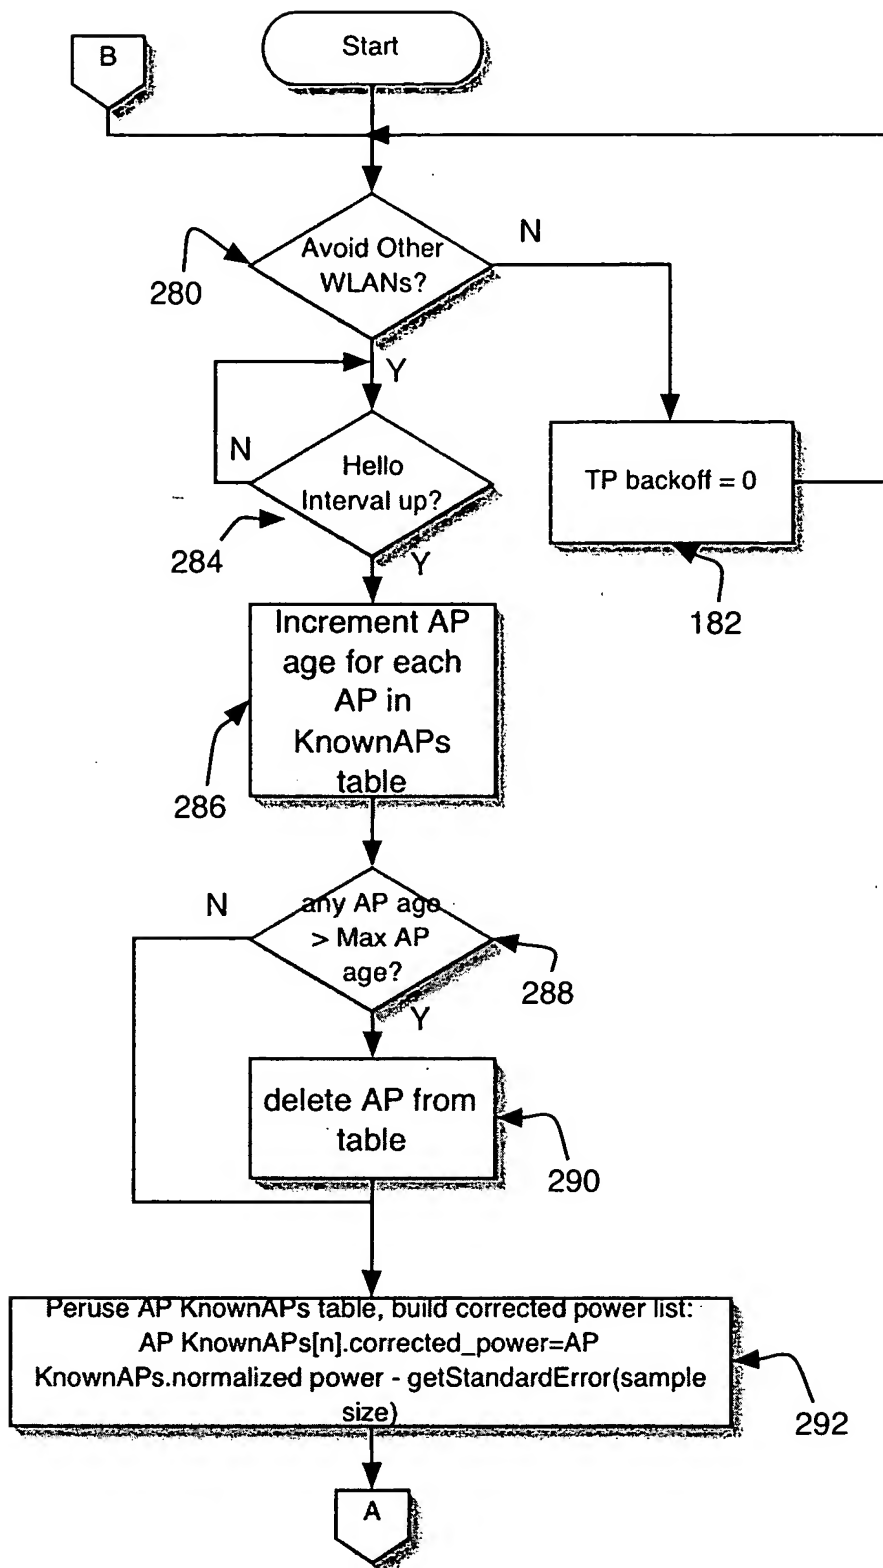 B
Start
Avoid Other
WLANs?
N
280
Y
N
Hello
Interval up?
TP backoff = 0
284
Y
182
Increment AP
age for each
AP in
KnownAPs
table
286
N
any AP age
> Max AP
age?
288
Y
delete AP from
table
290
Peruse AP KnownAPs table, build corrected power list:
AP KnownAPs[n].corrected_power=AP
KnownAPs.normalized power - getStandardError(sample
size)
292
A